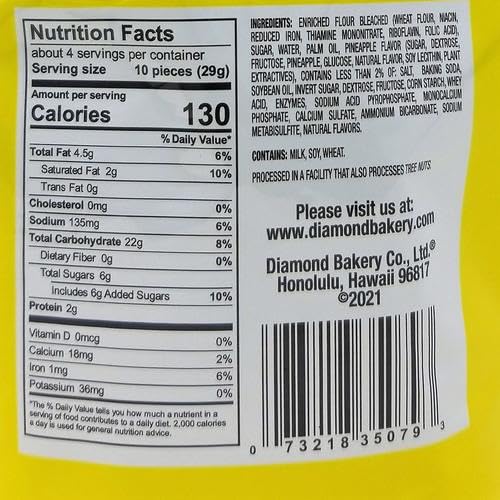 Nutrition Facts
about 4 servings per container
Serving size 10 pieces (29g)
Amount per serving
Calories 130
% Daily Value*
Total Fat 4.5g 6%
Saturated Fat 2g 10%
Trans Fat 0g
Cholesterol 0mg 0%
Sodium 135mg 6%
Total Carbohydrate 22g 8%
Dietary Fiber 0g 0%
Total Sugars 6g
Includes 6g Added Sugars 10%
Protein 2g
Vitamin D 0mcg 0%
Calcium 18mg 2%
Iron 1mg 6%
Potassium 36mg 0%
*The % Daily Value tells you how much a nutrient in a
serving of food contributes to a daily diet. 2,000 calories
a day is used for general nutrition advice.
INGREDIENTS: ENRICHED FLOUR BLEACHED (WHEAT FLOUR, NIACIN,
REDUCED IRON, THIAMINE MONONITRATE, RIBOFLAVIN, FOLIC ACID),
SUGAR, WATER, PALM OIL, PINEAPPLE FLAVOR (SUGAR, DEXTROSE,
FRUCTOSE, PINEAPPLE, GLUCOSE, NATURAL FLAVOR, SOY LECITHIN, PLANT
EXTRACTIVES), CONTAINS LESS THAN 2% OF: SALT, BAKING SODA,
SOYBEAN OIL, INVERT SUGAR, DEXTROSE, FRUCTOSE, CORN STARCH, WHEY
ACID, ENZYMES, SODIUM ACID PYROPHOSPHATE, MONOCALCIUM
PHOSPHATE, CALCIUM SULFATE, AMMONIUM BICARBONATE, SODIUM
METABISULFITE, NATURAL FLAVORS.
CONTAINS: MILK, SOY, WHEAT.
PROCESSED IN A FACILITY THAT ALSO PROCESSES TREE NUTS.
Please visit us at:
www.diamondbakery.com
Diamond Bakery Co., Ltd.®
Honolulu, Hawaii 96817
©2021
0 73218 35079 3